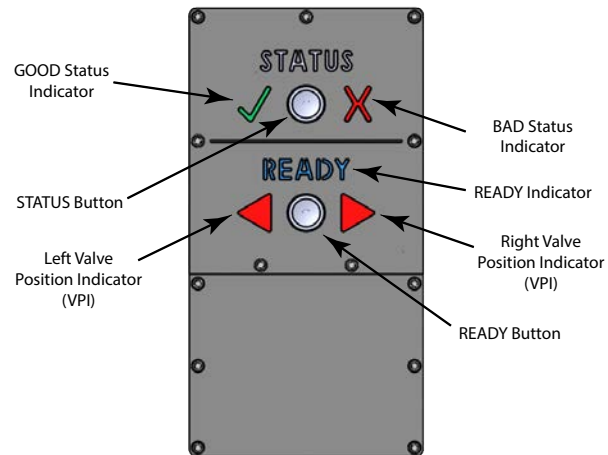 STATUS
GOOD Status
Indicator
BAD Status
Indicator
READY
STATUS Button
READY Indicator
Left Valve
Position Indicator
(VPI)
Right Valve
Position Indicator
(VPI)
READY Button